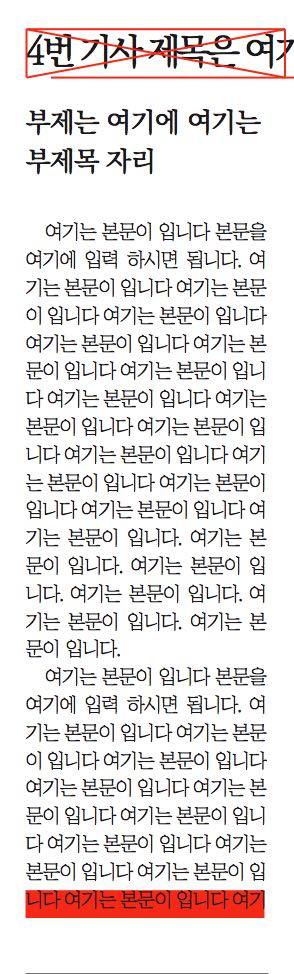 4번 기사 제목은 여기
부제는 여기에 여기는
부제목 자리
여기는 본문이 입니다 본문을
여기에 입력 하시면 됩니다. 여
기는 본문이 입니다 여기는 본문
이 입니다 여기는 본문이 입니다
여기는 본문이 입니다 여기는 본
문이 입니다 여기는 본문이 입니
다 여기는 본문이 입니다 여기는
본문이 입니다 여기는 본문이 입
니다 여기는 본문이 입니다 여기
는 본문이 입니다 여기는 본문이
입니다 여기는 본문이 입니다 여
기는 본문이 입니다. 여기는 본
문이 입니다. 여기는 본문이 입
니다. 여기는 본문이 입니다. 여
기는 본문이 입니다. 여기는 본
문이 입니다.
여기는 본문이 입니다 본문을
여기에 입력 하시면 됩니다. 여
기는 본문이 입니다 여기는 본문
이 입니다 여기는 본문이 입니다
여기는 본문이 입니다 여기는 본
문이 입니다 여기는 본문이 입니
다 여기는 본문이 입니다 여기는
본문이 입니다 여기는 본문이 입
니다 여기는 본문이 입니다 여기